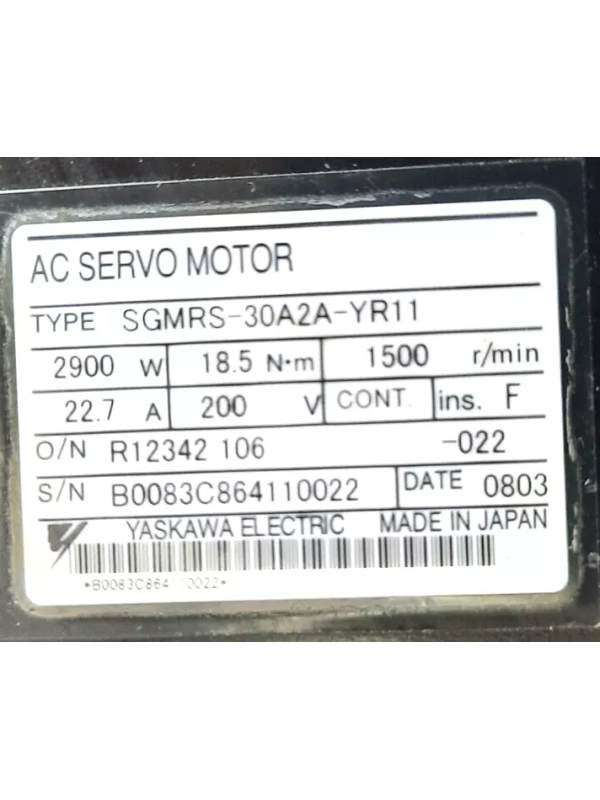 AC SERVO MOTOR
TYPE SGMRS-30A2A-YR11
2900 W 18.5 N·m 1500 r/min
22.7 A 200 V CONT. ins. F
O/N R12342 106 -022
S/N B0083C864110022 DATE 0803
YASKAWA ELECTRIC MADE IN JAPAN
*B0083C864110022*